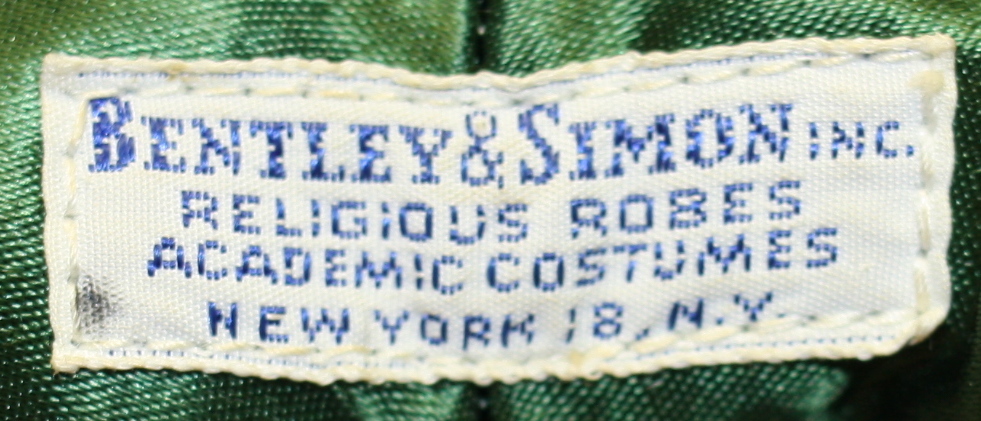 BENTLEY & SIMON INC.
RELIGIOUS ROBES
ACADEMIC COSTUMES
NEW YORK 18, N.Y.